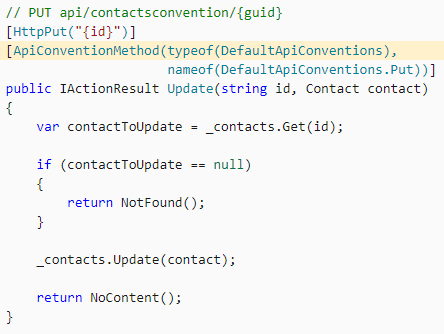 // PUT api/contactsconvention/{guid}
[HttpPut("{id}")]
[ApiConventionMethod(typeof(DefaultApiConventions),
                     nameof(DefaultApiConventions.Put))]
public IActionResult Update(string id, Contact contact)
{
    var contactToUpdate = _contacts.Get(id);

    if (contactToUpdate == null)
    {
        return NotFound();
    }

    _contacts.Update(contact);

    return NoContent();
}